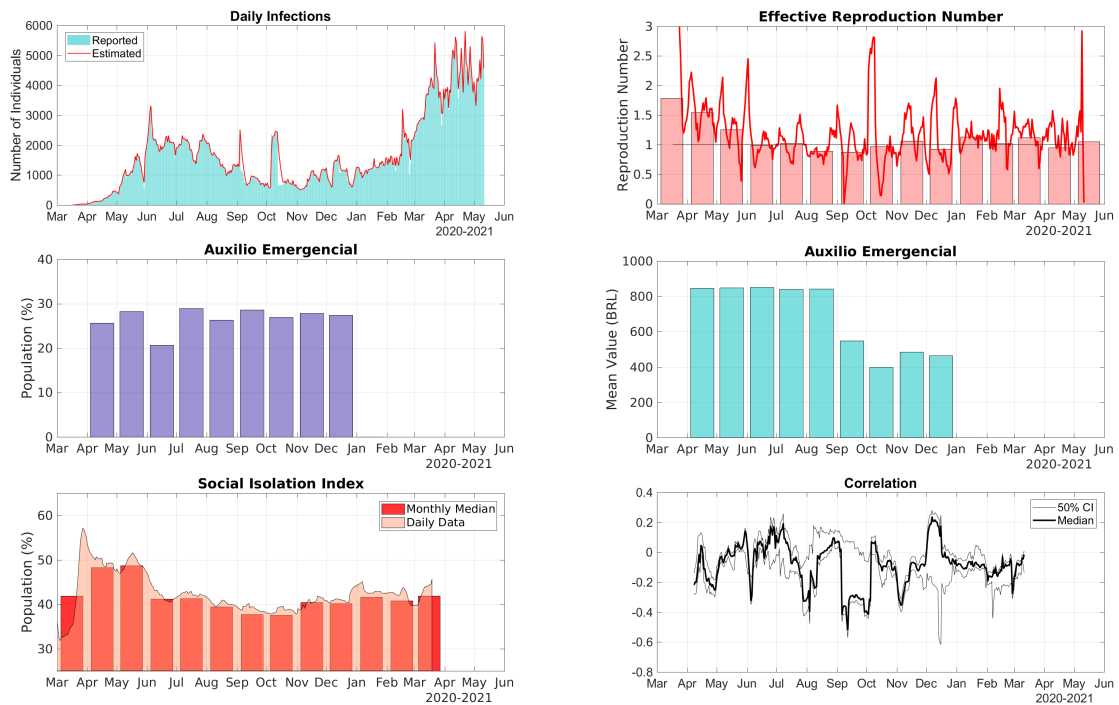 Daily Infections
Number of Individuals
6000
5000
4000
3000
2000
1000
0
Reported
Estimated
Mar Apr May Jun Jul Aug Sep Oct Nov Dec Jan Feb Mar Apr May Jun
2020-2021
Effective Reproduction Number
Reproduction Number
3
2.5
2
1.5
1
0.5
0
Mar Apr May Jun Jul Aug Sep Oct Nov Dec Jan Feb Mar Apr May Jun
2020-2021
Auxilio Emergencial
Population (%)
40
30
20
10
0
Mar Apr May Jun Jul Aug Sep Oct Nov Dec Jan Feb Mar Apr May Jun
2020-2021
Auxilio Emergencial
Mean Value (BRL)
1000
800
600
400
200
0
Mar Apr May Jun Jul Aug Sep Oct Nov Dec Jan Feb Mar Apr May Jun
2020-2021
Social Isolation Index
Population (%)
60
50
40
30
Monthly Median
Daily Data
Mar Apr May Jun Jul Aug Sep Oct Nov Dec Jan Feb Mar Apr May Jun
2020-2021
Correlation
0.4
0.2
0
-0.2
-0.4
-0.6
-0.8
50% CI
Median
Mar Apr May Jun Jul Aug Sep Oct Nov Dec Jan Feb Mar Apr May Jun
2020-2021